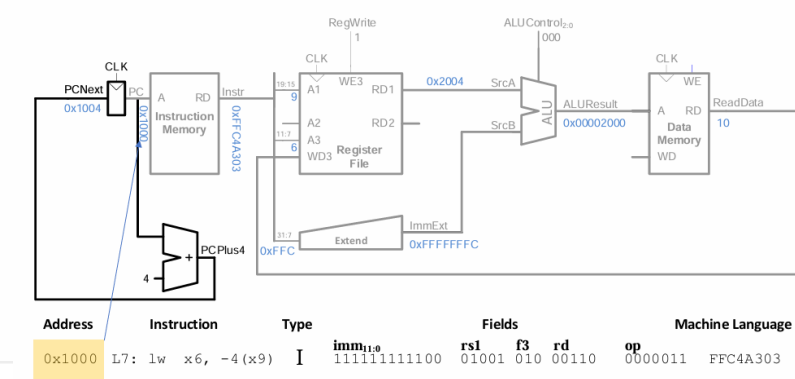 RegWrite
1
ALUControl2:0
000
CLK
CLK
CLK
PCNext
PC
0x1004
0x1000
A
RD
Instruction
Memory
Instr
0xFFC4A303
19:15
9
A1
WE3
RD1
0x2004
SrcA
A2
RD2
SrcB
11:7
6
A3
WD3
Register
File
ALU
ALUResult
0x00002000
WE
A
RD
Data
Memory
WD
ReadData
10
31:7
0xFFC
Extend
ImmExt
0xFFFFFFFC
PCPlus4
+
4
Address Instruction Type Fields Machine Language
imm11:0 rs1 f3 rd op
0x1000 L7: lw x6, -4(x9) I 111111111100 01001 010 00110 0000011 FFC4A303